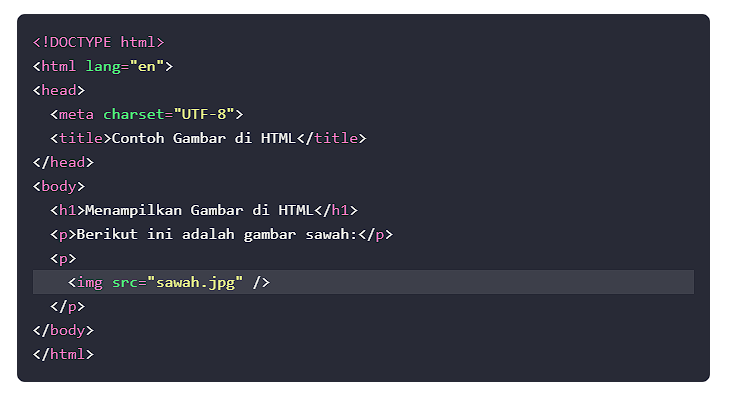 <!DOCTYPE html>
<html lang="en">
<head>
  <meta charset="UTF-8">
  <title>Contoh Gambar di HTML</title>
</head>
<body>
  <h1>Menampilkan Gambar di HTML</h1>
  <p>Berikut ini adalah gambar sawah:</p>
  <p>
    <img src="sawah.jpg" />
  </p>
</body>
</html>